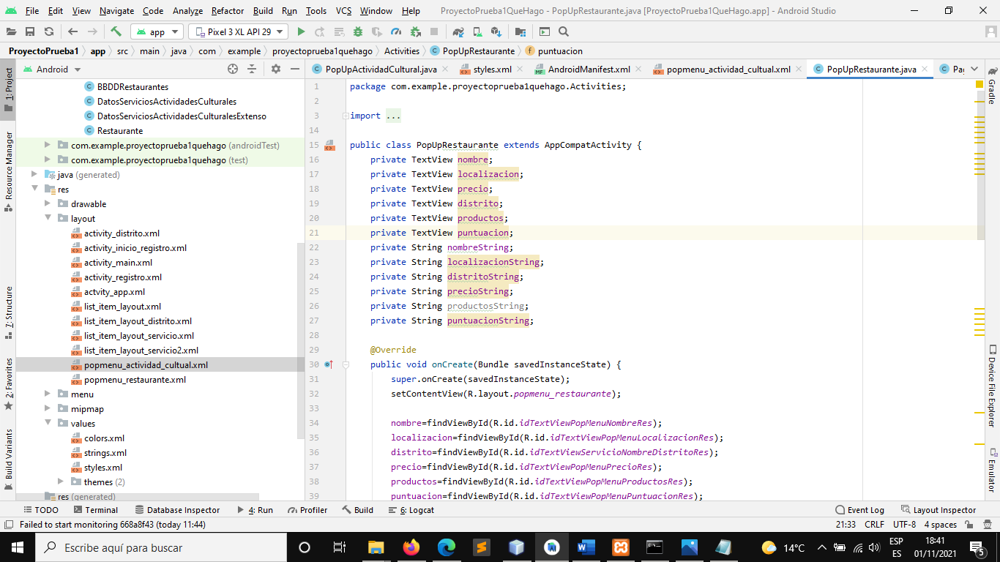 File Edit View Navigate Code Analyze Refactor Build Run Tools VCS Window Help ProyectoPrueba1QueHago - PopUpRestaurante.java [ProyectoPrueba1QueHago.app] - Android Studio
app Pixel 3 XL API 29
ProyectoPrueba1 app src main java com example proyectoprueba1quehago Activities PopUpRestaurante puntuacion
Android
PopUpActividadCultural.java styles.xml AndroidManifest.xml popmenu_actividad_cultual.xml PopUpRestaurante.java Pa
1: Project
Resource Manager
7: Structure
2: Favorites
Build Variants
BBDDRestaurantes
DatosServiciosActividadesCulturales
DatosServiciosActividadesCulturalesExtenso
Restaurante
com.example.proyectoprueba1quehago (androidTest)
com.example.proyectoprueba1quehago (test)
java (generated)
res
drawable
layout
activity_distrito.xml
activity_inicio_registro.xml
activity_main.xml
activity_registro.xml
actvity_app.xml
list_item_layout.xml
list_item_layout_distrito.xml
list_item_layout_servicio.xml
list_item_layout_servicio2.xml
popmenu_actividad_cultual.xml
popmenu_restaurante.xml
menu
mipmap
values
colors.xml
strings.xml
styles.xml
themes (2)
res (generated)
1 package com.example.proyectoprueba1quehago.Activities;
2
3 import ...
14
15 public class PopUpRestaurante extends AppCompatActivity {
16 private TextView nombre;
17 private TextView localizacion;
18 private TextView precio;
19 private TextView distrito;
20 private TextView productos;
21 private TextView puntuacion;
22 private String nombreString;
23 private String localizacionString;
24 private String distritoString;
25 private String precioString;
26 private String productosString;
27 private String puntuacionString;
28
29 @Override
30 public void onCreate(Bundle savedInstanceState) {
31 super.onCreate(savedInstanceState);
32 setContentView(R.layout.popmenu_restaurante);
33
34 nombre=findViewById(R.id.idTextViewPopMenuNombreRes);
35 localizacion=findViewById(R.id.idTextViewPopMenuLocalizacionRes);
36 distrito=findViewById(R.id.idTextViewServicioNombreDistritoRes);
37 precio=findViewById(R.id.idTextViewPopMenuPrecioRes);
38 productos=findViewById(R.id.idTextViewPopMenuProductosRes);
39 puntuacion=findViewById(R.id.idTextViewPopMenuPuntuacionRes);
Gradle
Device File Explorer
Emulator
TODO Terminal Database Inspector 4: Run Profiler Build 6: Logcat Event Log Layout Inspector
Failed to start monitoring 668a8f43 (today 11:44) 21:33 CRLF UTF-8 4 spaces
Escribe aquí para buscar 14°C ESP 18:41
ES 01/11/2021 5